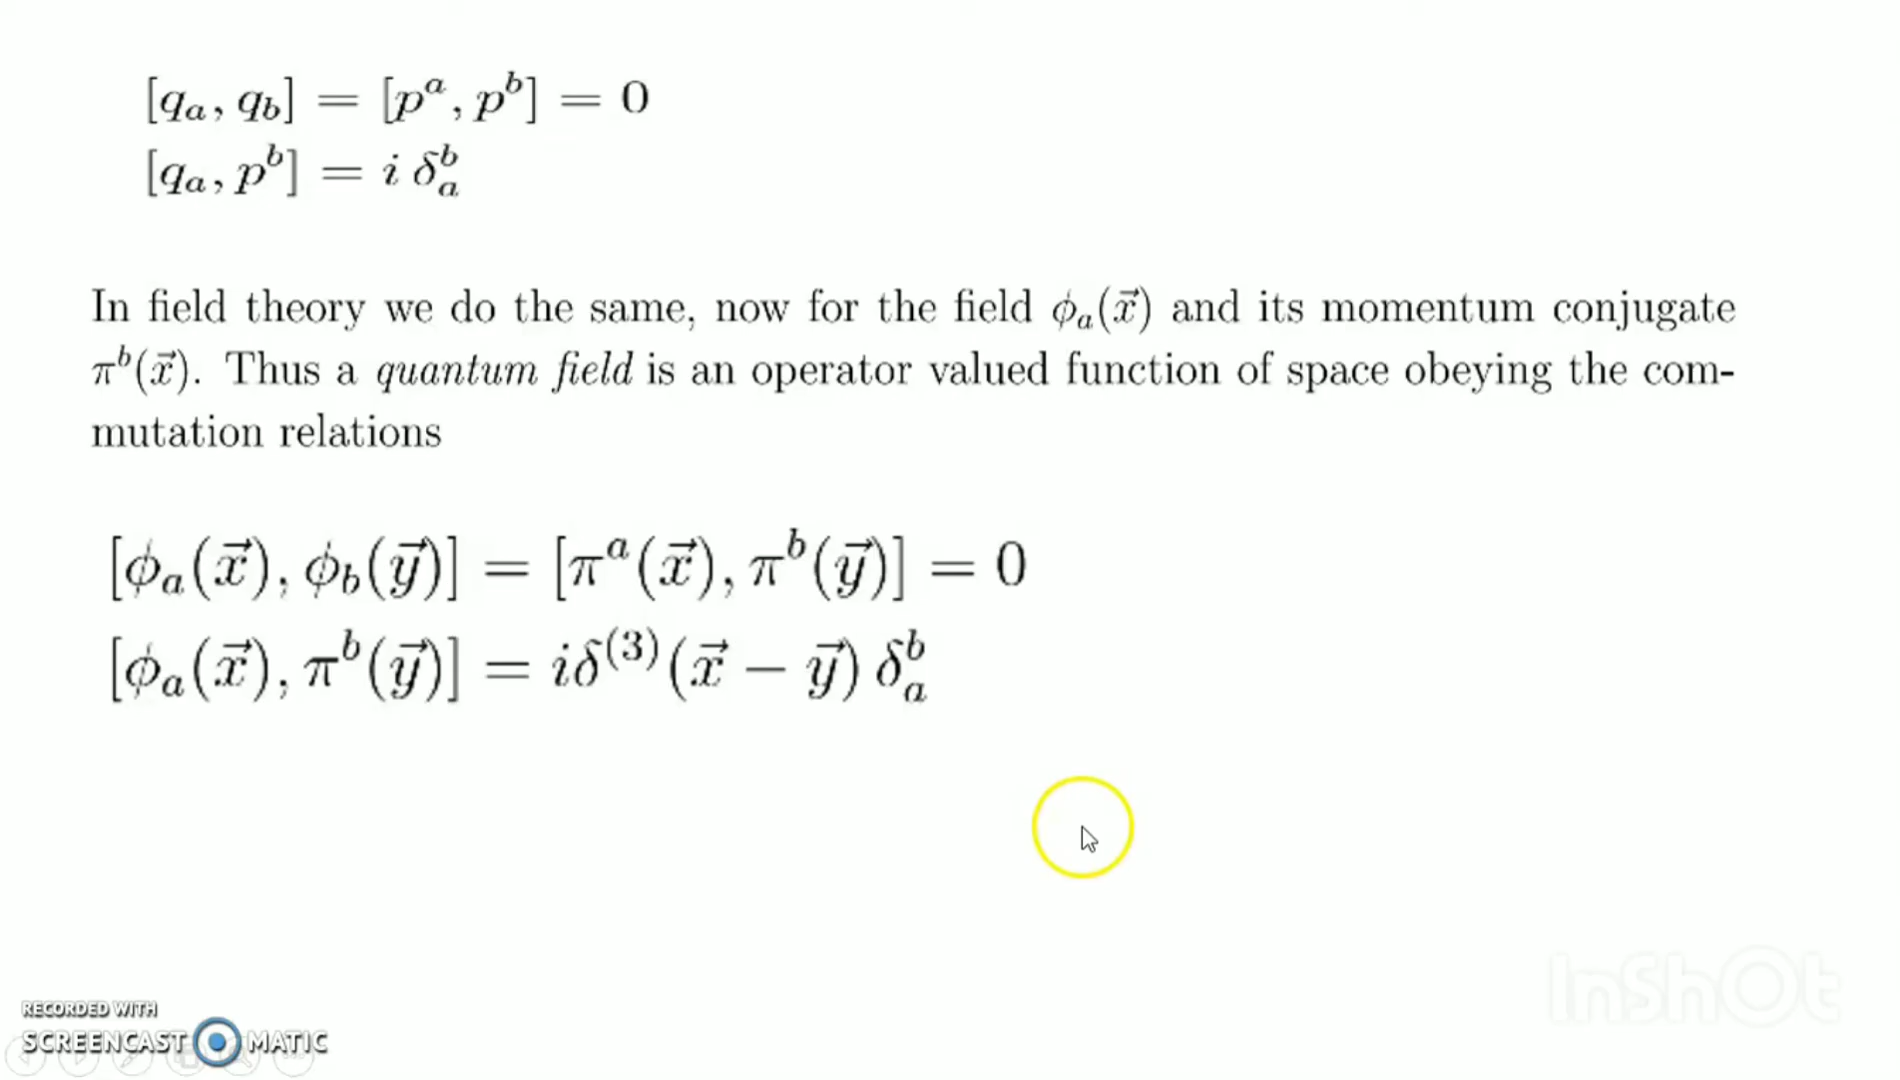 [q_a, q_b] = [p^a, p^b] = 0
[q_a, p^b] = i δ_a^b
In field theory we do the same, now for the field ϕ_a(x⃗) and its momentum conjugate
π^b(x⃗). Thus a quantum field is an operator valued function of space obeying the com-
mutation relations
[ϕ_a(x⃗), ϕ_b(y⃗)] = [π^a(x⃗), π^b(y⃗)] = 0
[ϕ_a(x⃗), π^b(y⃗)] = iδ^(3)(x⃗ − y⃗) δ_a^b
InShOt
RECORDED WITH
SCREENCAST MATIC